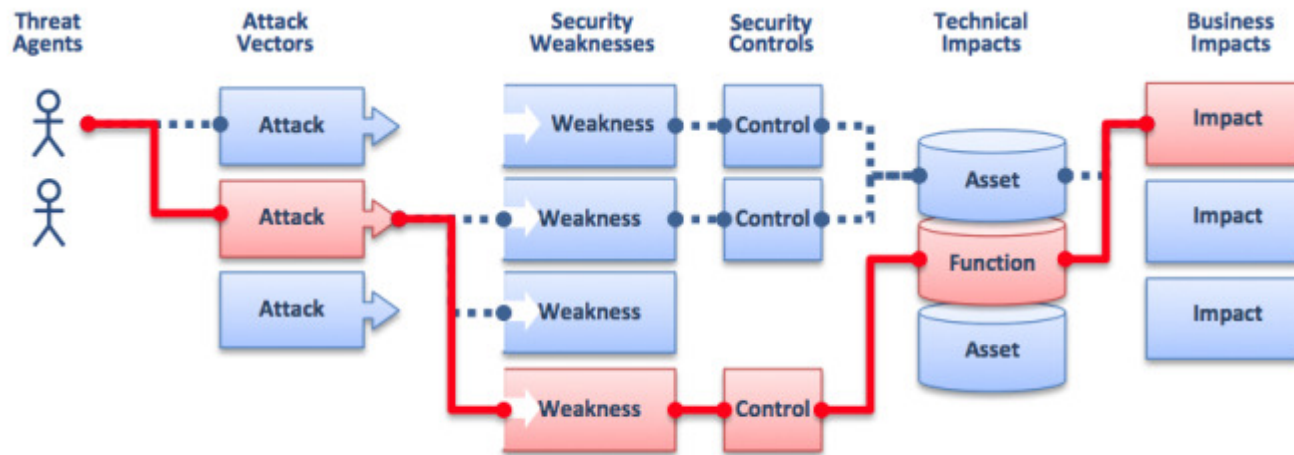 Threat Agents
Attack Vectors
Security Weaknesses
Security Controls
Technical Impacts
Business Impacts
Attack
Weakness
Control
Impact
Asset
Attack
Weakness
Control
Impact
Function
Attack
Weakness
Impact
Asset
Weakness
Control